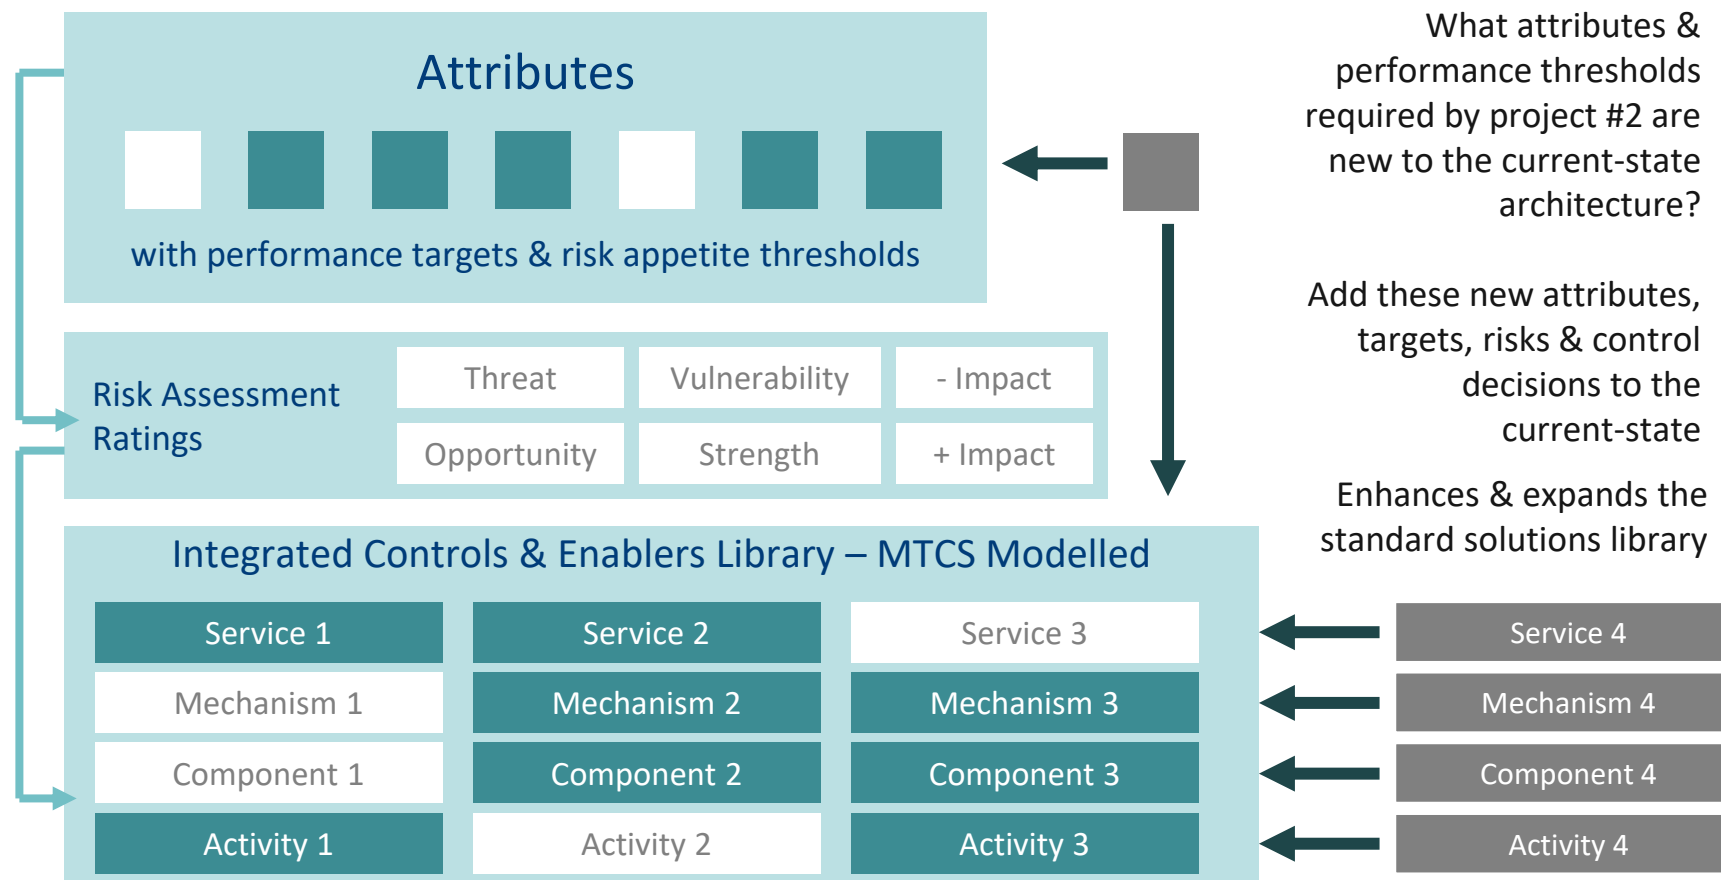 Attributes
with performance targets & risk appetite thresholds
What attributes &
performance thresholds
required by project #2 are
new to the current-state
architecture?
Add these new attributes,
targets, risks & control
decisions to the
current-state
Risk Assessment
Ratings
Threat
Vulnerability
- Impact
Opportunity
Strength
+ Impact
Enhances & expands the
standard solutions library
Integrated Controls & Enablers Library – MTCS Modelled
Service 1
Service 2
Service 3
Service 4
Mechanism 1
Mechanism 2
Mechanism 3
Mechanism 4
Component 1
Component 2
Component 3
Component 4
Activity 1
Activity 2
Activity 3
Activity 4